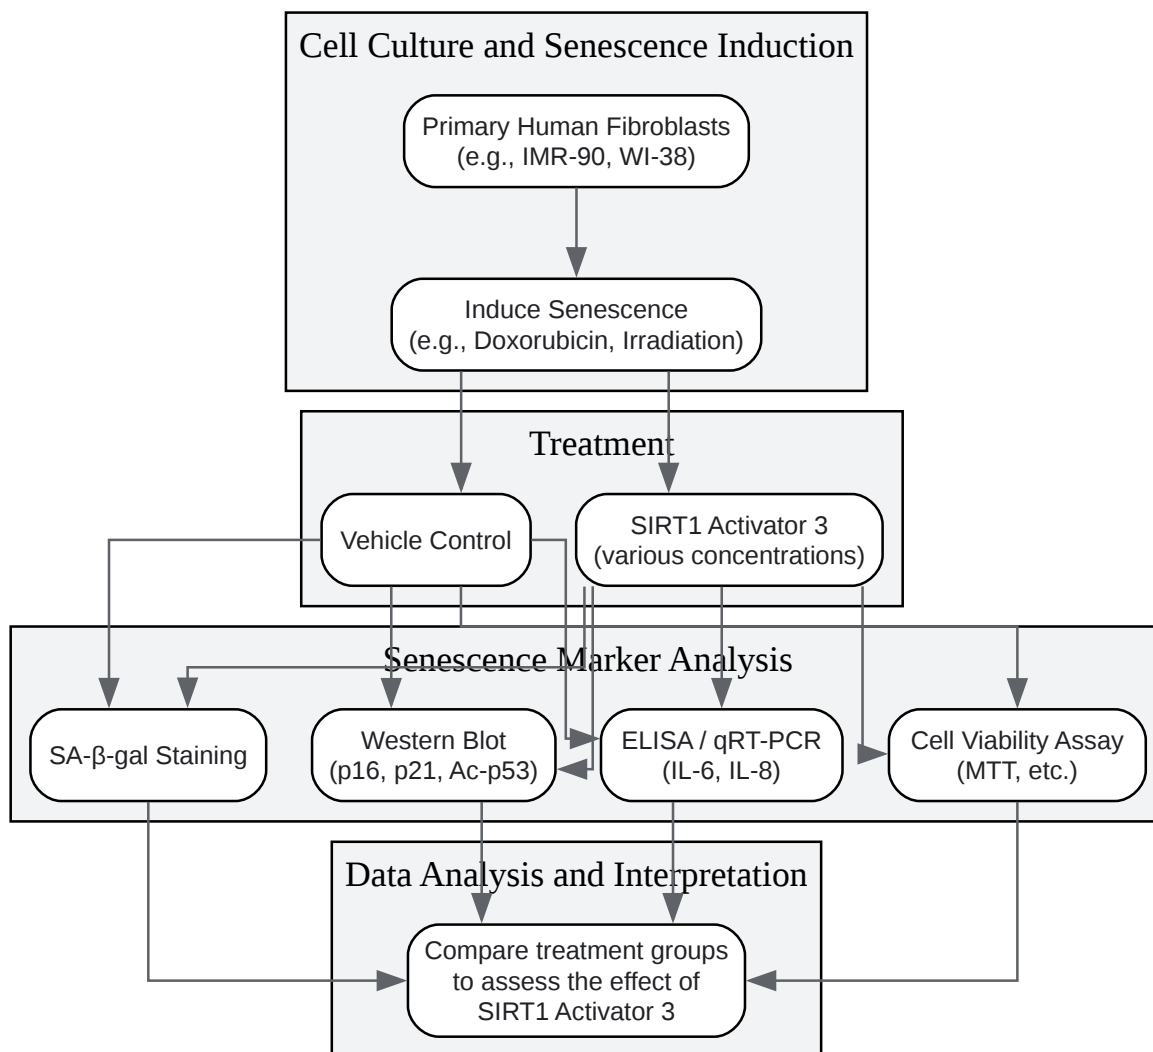 Cell Culture and Senescence Induction
Primary Human Fibroblasts
(e.g., IMR-90, WI-38)
Induce Senescence
(e.g., Doxorubicin, Irradiation)
Treatment
Vehicle Control
SIRT1 Activator 3
(various concentrations)
Senescence Marker Analysis
SA-β-gal Staining
Western Blot
(p16, p21, Ac-p53)
ELISA / qRT-PCR
(IL-6, IL-8)
Cell Viability Assay
(MTT, etc.)
Data Analysis and Interpretation
Compare treatment groups
to assess the effect of
SIRT1 Activator 3